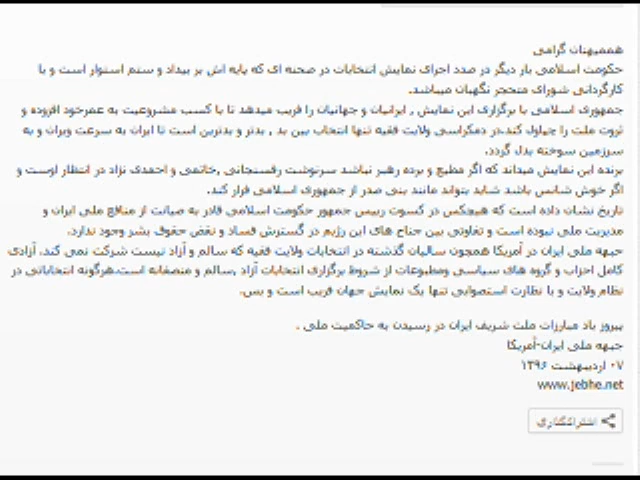 هممیهنان گرامی
حکومت اسلامی بار دیگر در صدد اجرای نمایش انتخابات در صحنه ای که پایه اش بر بیداد و ستم استوار است و با
کارگردانی شورای متحجر نگهبان میباشد.
جمهوری اسلامی با برگزاری این نمایش , ایرانیان و جهانیان را فریب میدهد تا با کسب مشروعیت به عمرخود افزوده و
ثروت ملت را چپاول کند.در دمکراسی ولایت فقیه تنها انتخاب بین بد , بدتر و بدترین است تا ایران به سرعت ویران و به
سرزمین سوخته بدل گردد.
برنده این نمایش میداند که اگر مطیع و برده رهبر نباشد سرنوشت رفسنجانی ,خاتمی و احمدی نژاد در انتظار اوست و
اگر خوش شانس باشد شاید بتواند مانند بنی صدر از جمهوری اسلامی فرار کند.
تاریخ نشان داده است که هیچکس در کسوت رییس جمهور حکومت اسلامی قادر به صیانت از منافع ملی ایران و
مدیریت ملی نبوده است و تفاوتی بین جناح های این رژیم در گسترش فساد و نقض حقوق بشر وجود ندارد.
جبهه ملی ایران در آمریکا همچون سالیان گذشته در انتخابات ولایت فقیه که سالم و آزاد نیست شرکت نمی کند. آزادی
کامل احزاب و گروه های سیاسی ومطبوعات از شروط برگزاری انتخابات آزاد ,سالم و منصفانه است.هرگونه انتخاباتی در
نظام ولایت و با نظارت استصوابی تنها یک نمایش جهان فریب است و بس.
پیروز باد مبارزات ملت شریف ایران در رسیدن به حاکمیت ملی .
جبهه ملی ایران-آمریکا
۰۷ اردیبهشت ۱۳۹۶
www.jebhe.net
اشتراکگذاری